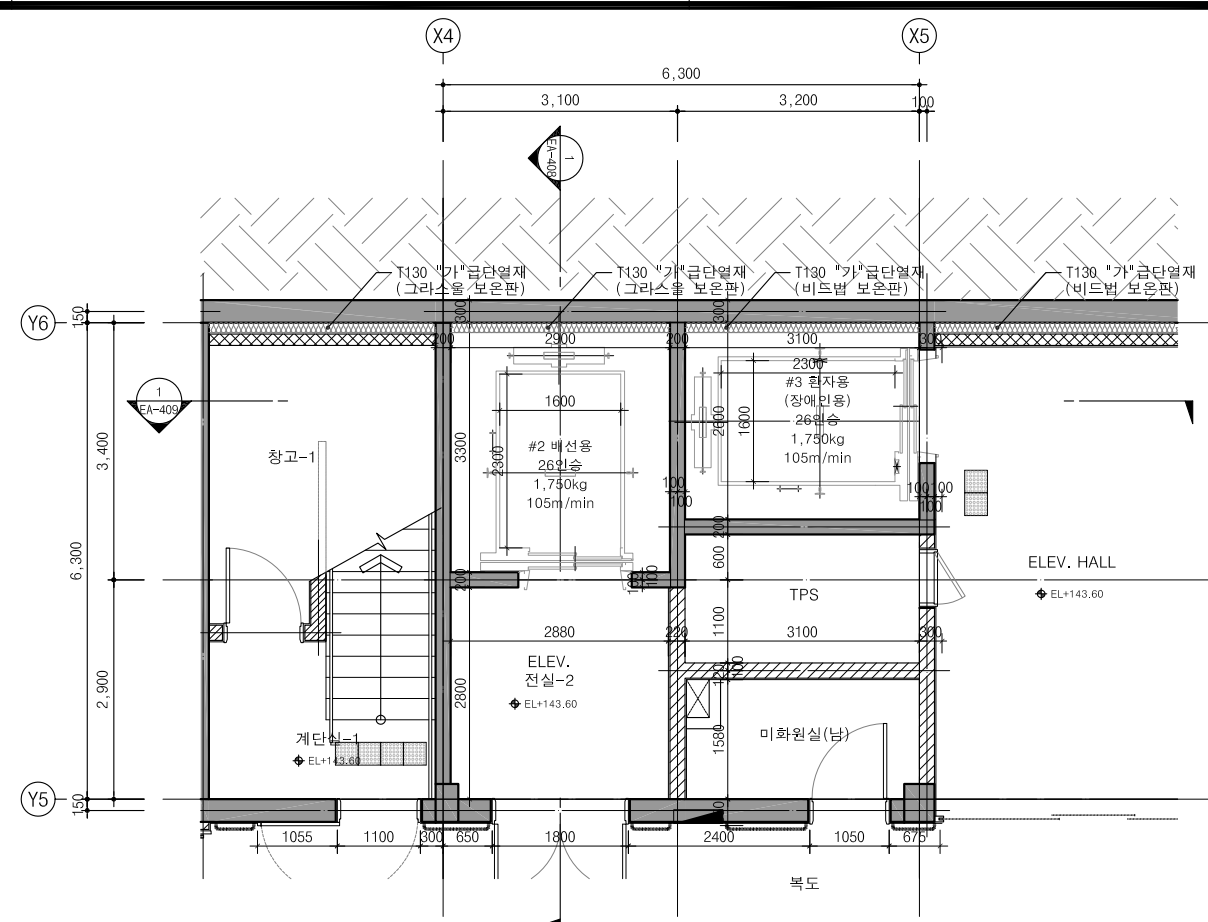 X4
X5
6,300
3,100
3,200
100
1
EA-408
T130 "가"급단열재
(그라스울 보온판)
T130 "가"급단열재
(그라스울 보온판)
T130 "가"급단열재
(비드법 보온판)
T130 "가"급단열재
(비드법 보온판)
Y6
150
300
300
200
2900
200
3100
300
1
EA-409
3,400
6,300
2,900
창고-1
1600
2300
3300
#2 배선용
26인승
1,750kg
105m/min
2300
1600
2600
#3 환자용
(장애인용)
26인승
1,750kg
105m/min
100
100
100
100
100
200
600
200
100
100
ELEV. HALL
EL+143.60
TPS
1100
2880
220
3100
300
ELEV.
전실-2
EL+143.60
2800
120
100
1580
미화원실(남)
계단실-1
EL+143.60
Y5
150
1055
1100
300
650
1800
2400
1050
675
복도